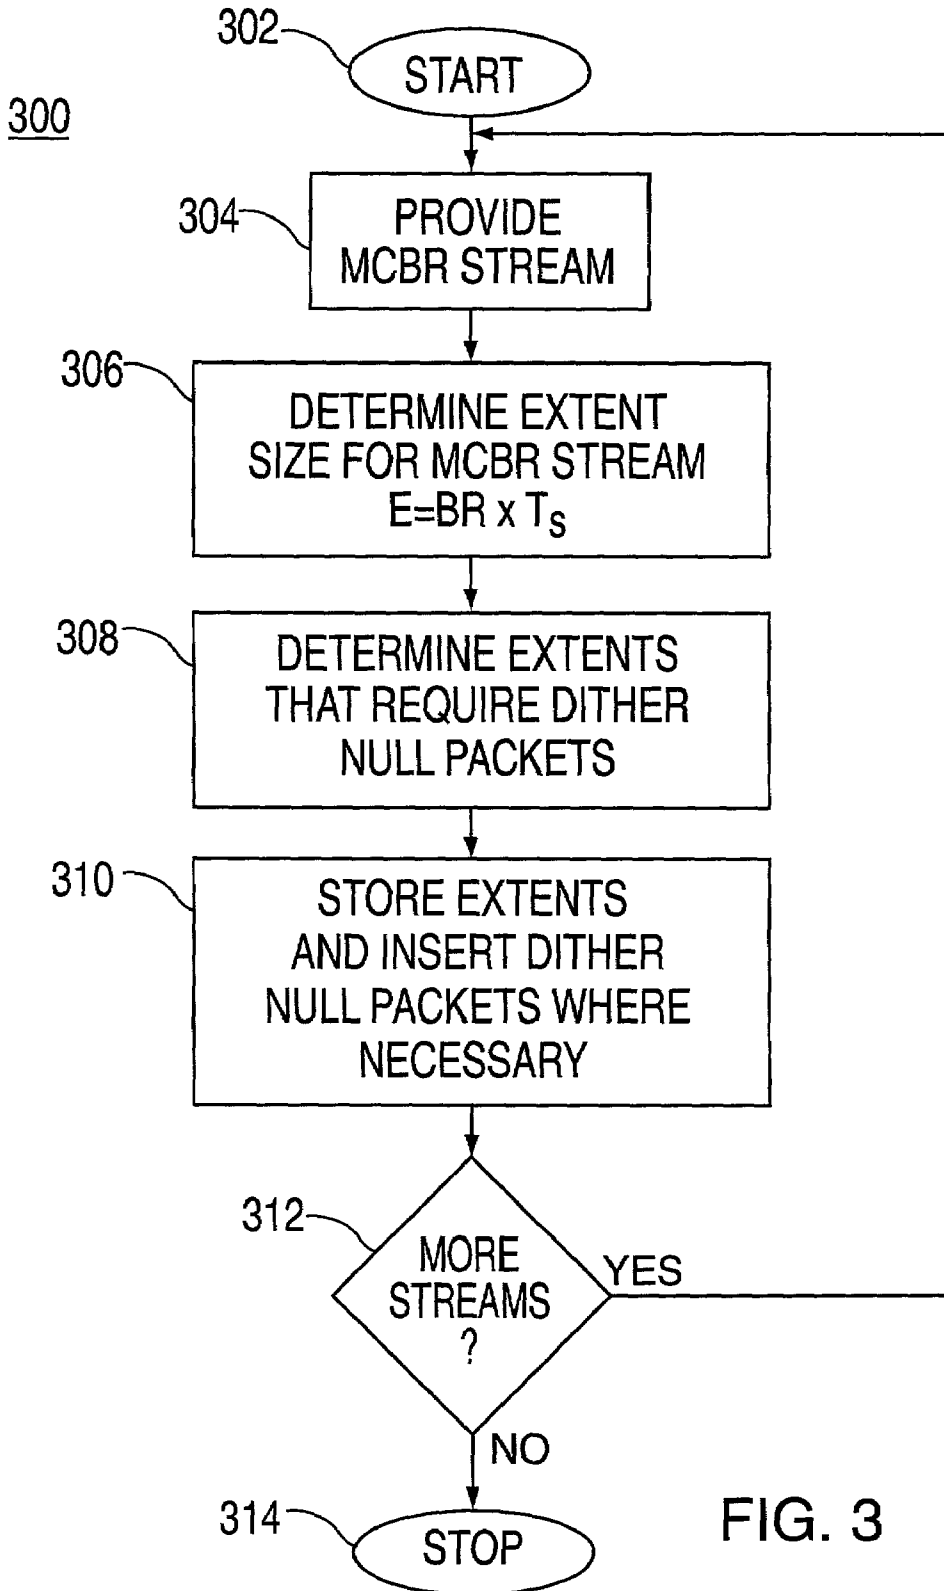 302
START
300
304
PROVIDE
MCBR STREAM
306
DETERMINE EXTENT
SIZE FOR MCBR STREAM
E=BR x TS
308
DETERMINE EXTENTS
THAT REQUIRE DITHER
NULL PACKETS
310
STORE EXTENTS
AND INSERT DITHER
NULL PACKETS WHERE
NECESSARY
312
MORE
STREAMS
?
YES
NO
314
STOP
FIG. 3